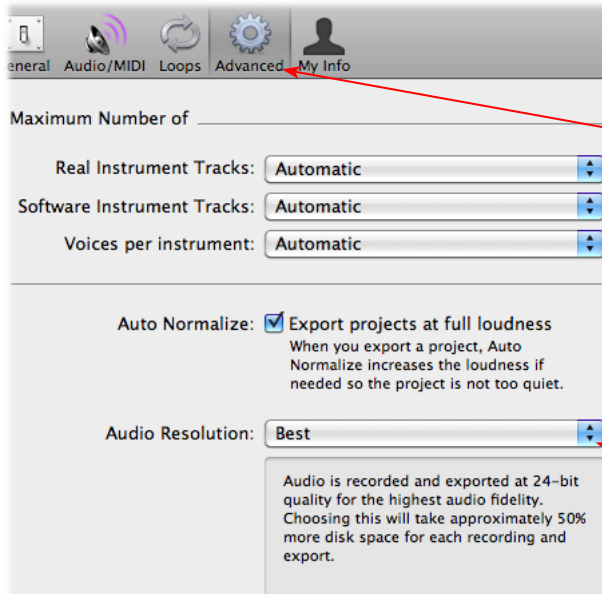 eneral Audio/MIDI Loops Advanced My Info
Maximum Number of
Real Instrument Tracks: Automatic
Software Instrument Tracks: Automatic
Voices per instrument: Automatic
Auto Normalize: Export projects at full loudness
When you export a project, Auto
Normalize increases the loudness if
needed so the project is not too quiet.
Audio Resolution: Best
Audio is recorded and exported at 24-bit
quality for the highest audio fidelity.
Choosing this will take approximately 50%
more disk space for each recording and
export.